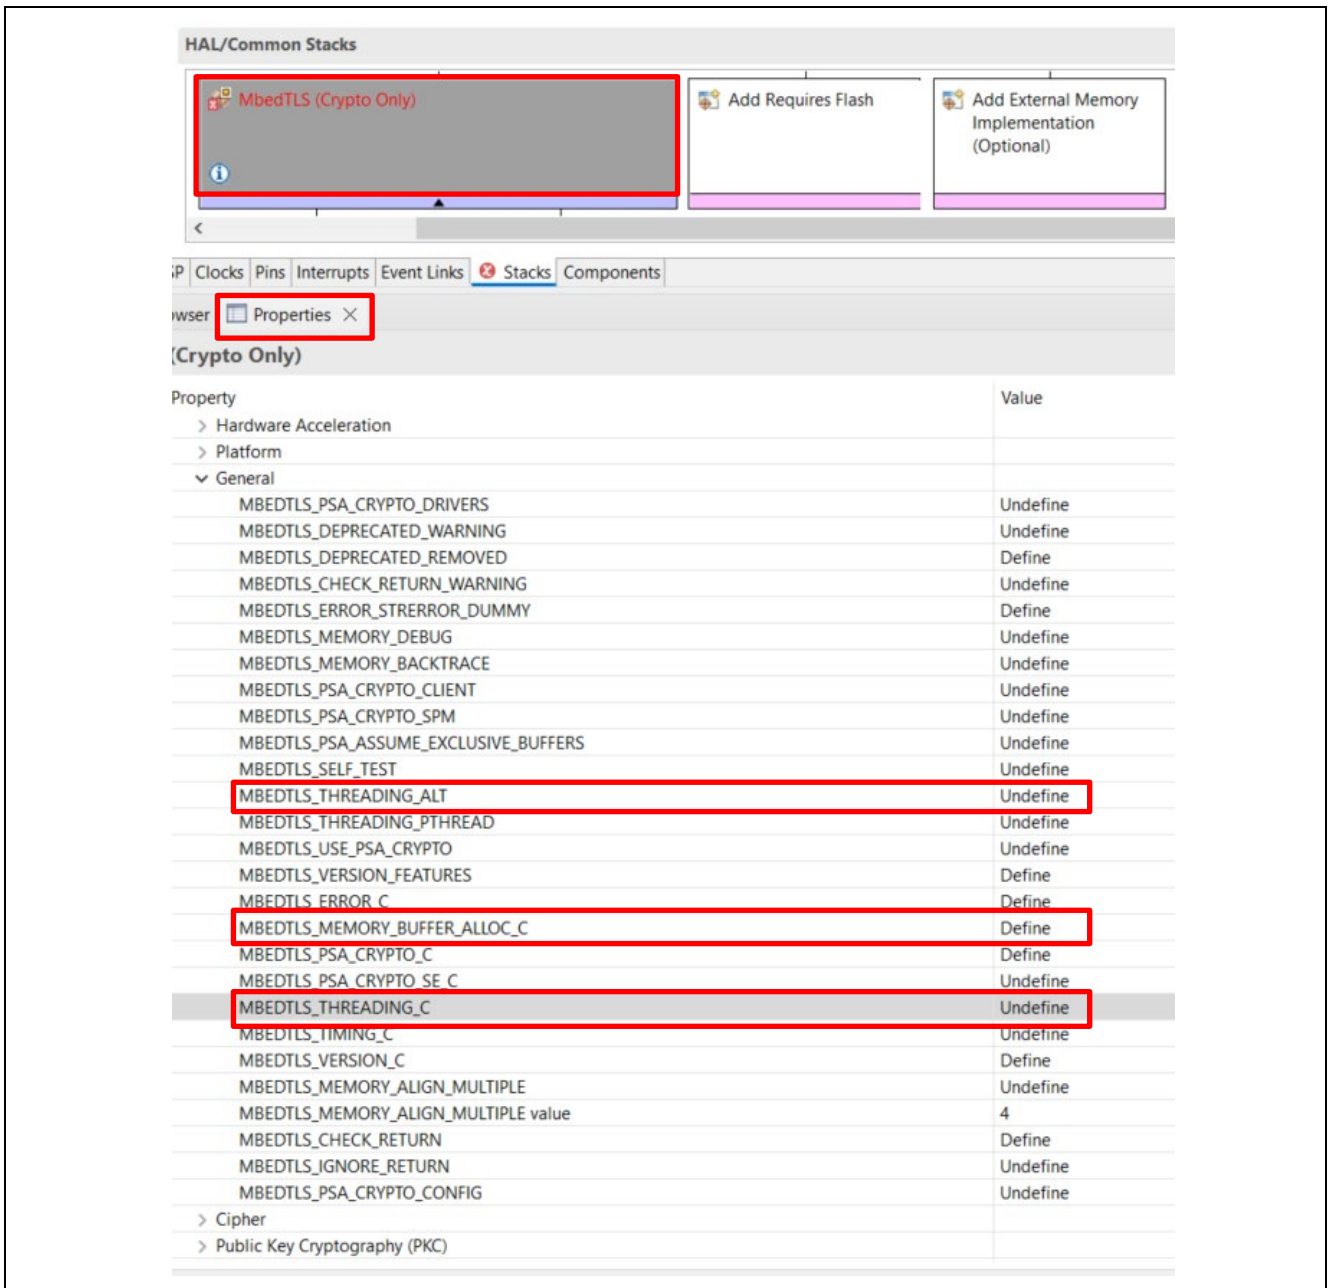 HAL/Common Stacks
MbedTLS (Crypto Only)
Add Requires Flash
Add External Memory
Implementation
(Optional)
SP Clocks Pins Interrupts Event Links Stacks Components
owser Properties
(Crypto Only)
Property Value
Hardware Acceleration
Platform
General
MBEDTLS_PSA_CRYPTO_DRIVERS Undefine
MBEDTLS_DEPRECATED_WARNING Undefine
MBEDTLS_DEPRECATED_REMOVED Define
MBEDTLS_CHECK_RETURN_WARNING Undefine
MBEDTLS_ERROR_STRERROR_DUMMY Define
MBEDTLS_MEMORY_DEBUG Undefine
MBEDTLS_MEMORY_BACKTRACE Undefine
MBEDTLS_PSA_CRYPTO_CLIENT Undefine
MBEDTLS_PSA_CRYPTO_SPM Undefine
MBEDTLS_PSA_ASSUME_EXCLUSIVE_BUFFERS Undefine
MBEDTLS_SELF_TEST Undefine
MBEDTLS_THREADING_ALT Undefine
MBEDTLS_THREADING_PTHREAD Undefine
MBEDTLS_USE_PSA_CRYPTO Undefine
MBEDTLS_VERSION_FEATURES Define
MBEDTLS_ERROR_C Define
MBEDTLS_MEMORY_BUFFER_ALLOC_C Define
MBEDTLS_PSA_CRYPTO_C Define
MBEDTLS_PSA_CRYPTO_SE_C Undefine
MBEDTLS_THREADING_C Undefine
MBEDTLS_TIMING_C Undefine
MBEDTLS_VERSION_C Define
MBEDTLS_MEMORY_ALIGN_MULTIPLE Undefine
MBEDTLS_MEMORY_ALIGN_MULTIPLE value 4
MBEDTLS_CHECK_RETURN Define
MBEDTLS_IGNORE_RETURN Undefine
MBEDTLS_PSA_CRYPTO_CONFIG Undefine
Cipher
Public Key Cryptography (PKC)